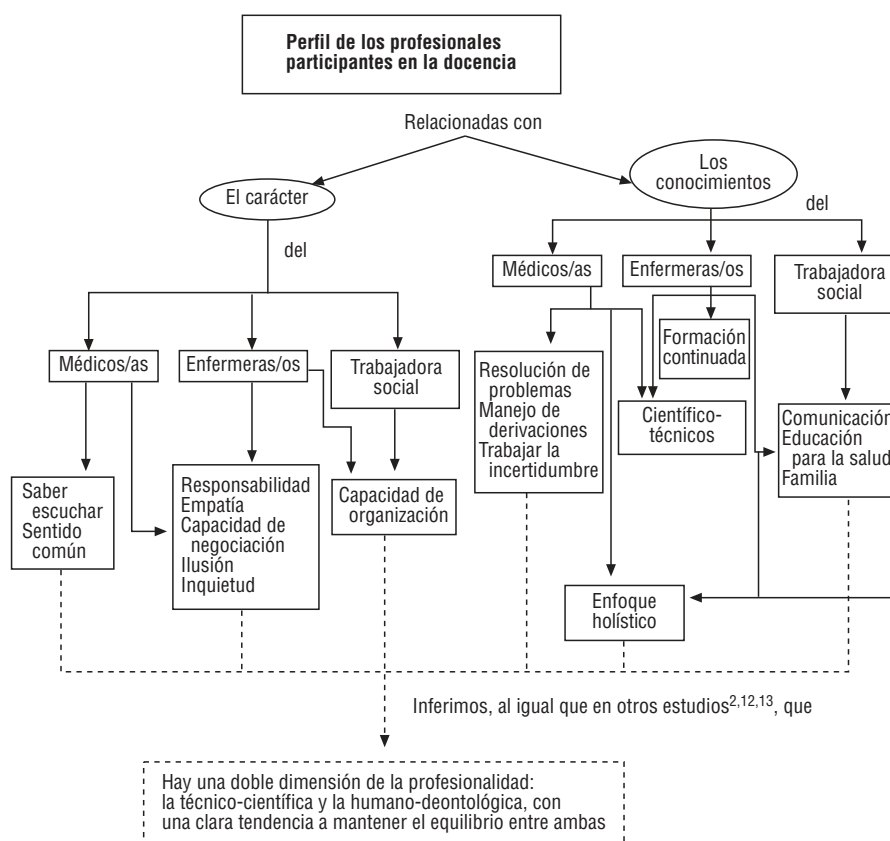 Perfil de los profesionales
participantes en la docencia
Relacionadas con
El carácter
Los
conocimientos
del
del
Médicos/as
Enfermeras/os
Trabajadora
social
Médicos/as
Enfermeras/os
Trabajadora
social
Formación
continuada
Resolución de
problemas
Manejo de
derivaciones
Trabajar la
incertidumbre
Científico-
técnicos
Comunicación
Educación
para la salud
Familia
Saber
escuchar
Sentido
común
Responsabilidad
Empatía
Capacidad de
negociación
Ilusión
Inquietud
Capacidad de
organización
Enfoque
holístico
Inferimos, al igual que en otros estudios2,12,13, que
Hay una doble dimensión de la profesionalidad:
la técnico-científica y la humano-deontológica, con
una clara tendencia a mantener el equilibrio entre ambas